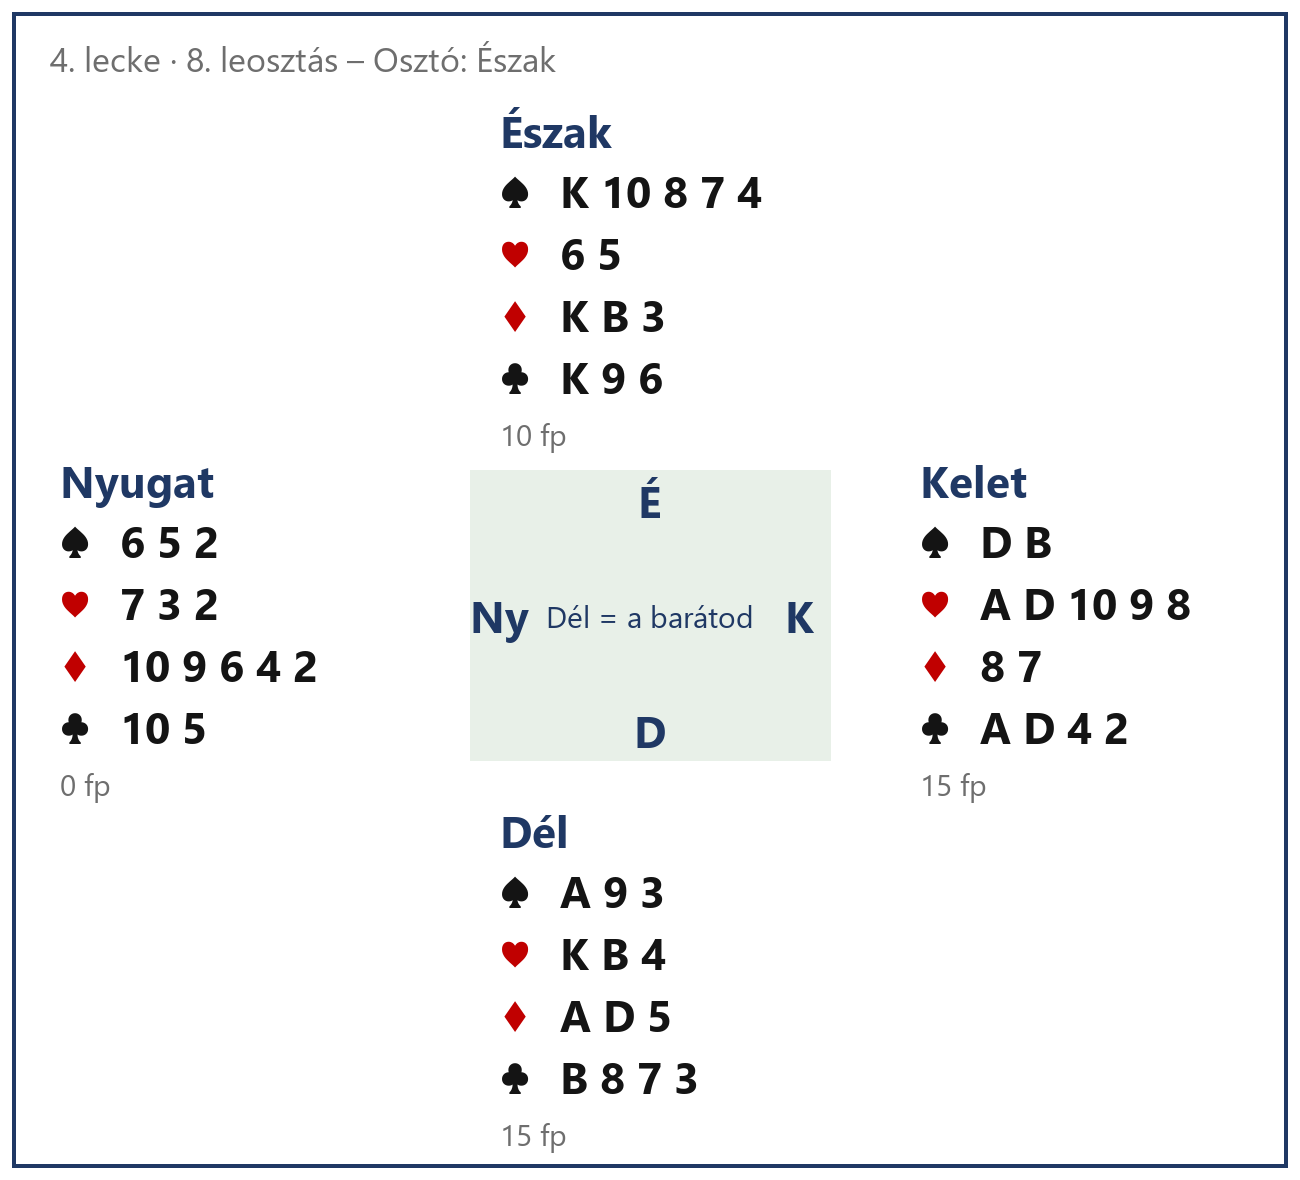 4. lecke · 8. leosztás – Osztó: Észak
Észak
♠ K 10 8 7 4
♥ 6 5
♦ K B 3
♣ K 9 6
10 fp
Nyugat
♠ 6 5 2
♥ 7 3 2
♦ 10 9 6 4 2
♣ 10 5
0 fp
É
Ny Dél = a barátod K
D
Kelet
♠ D B
♥ A D 10 9 8
♦ 8 7
♣ A D 4 2
15 fp
Dél
♠ A 9 3
♥ K B 4
♦ A D 5
♣ B 8 7 3
15 fp